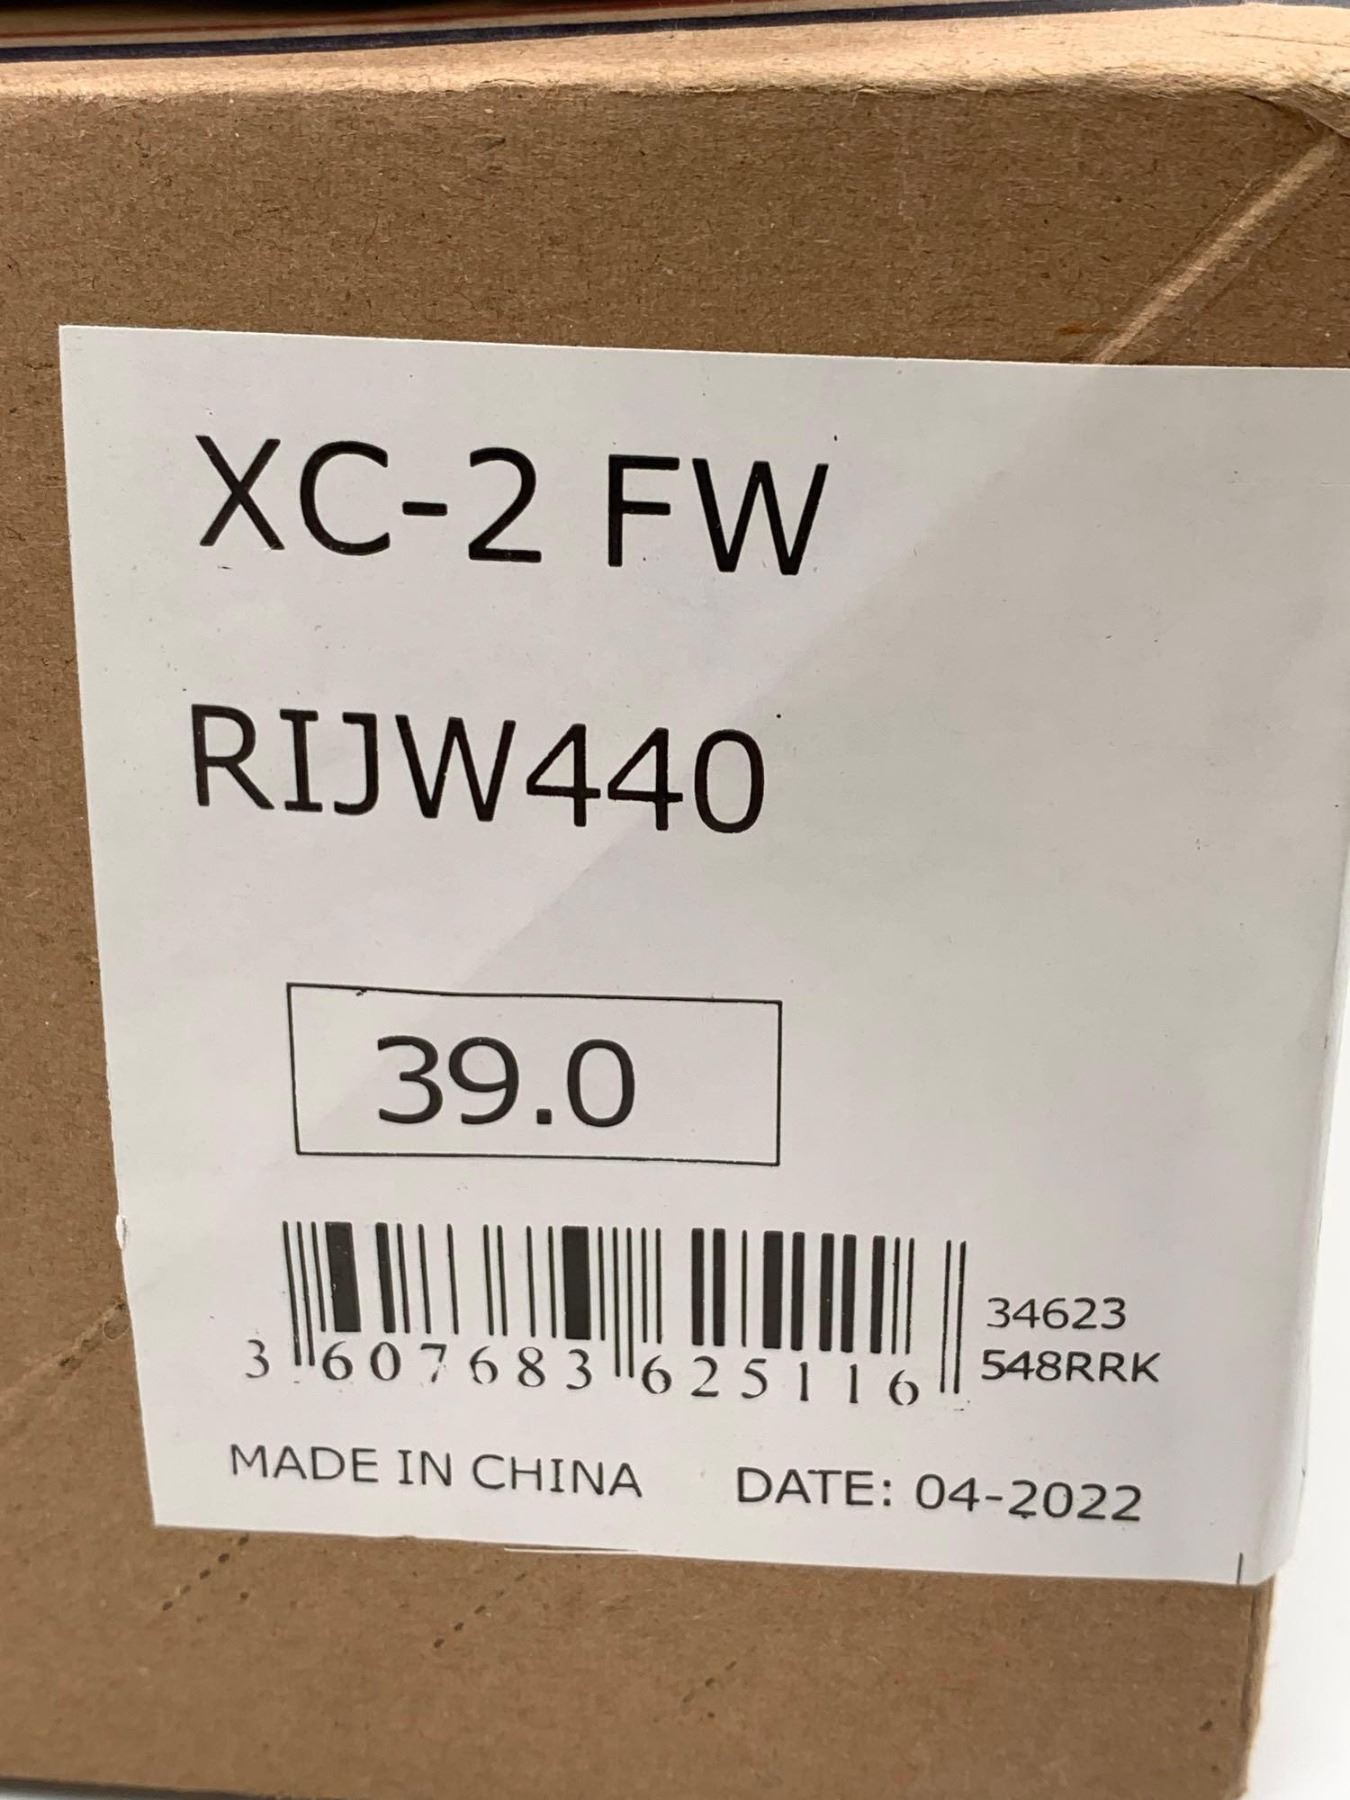 XC-2 FW
RIJW440
39.0
34623
3 607683 625116 548RRK
MADE IN CHINA DATE: 04-2022